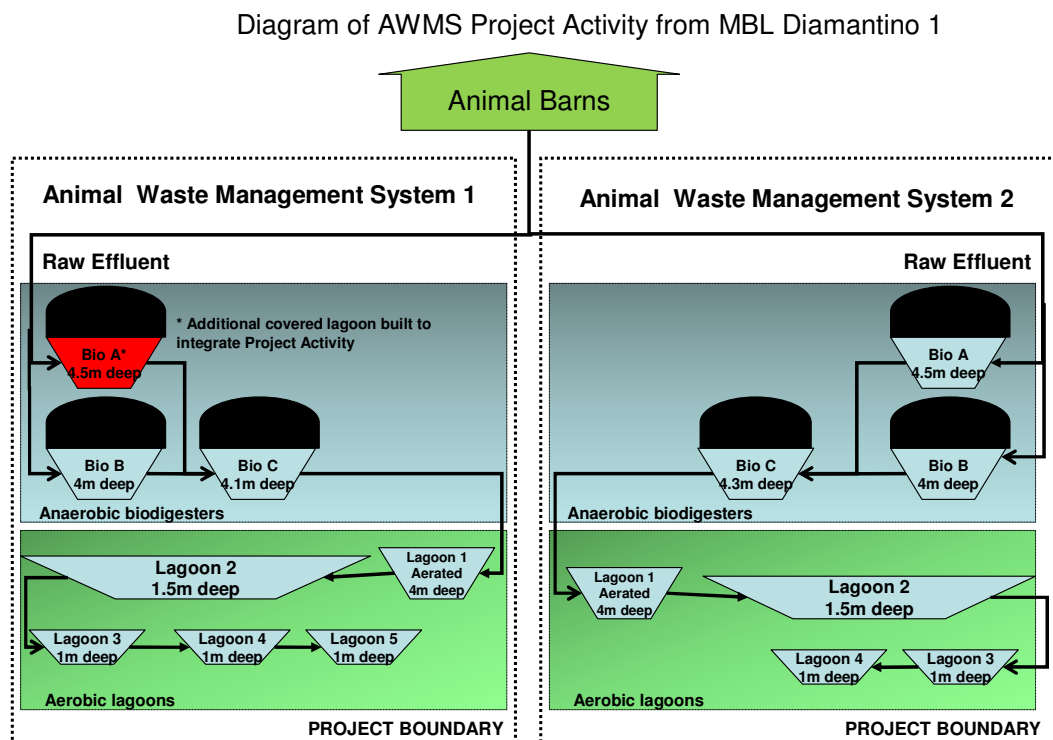 Diagram of AWMS Project Activity from MBL Diamantino 1
Animal Barns
Animal Waste Management System 1
Raw Effluent
* Additional covered lagoon built to
integrate Project Activity
Bio A*
4.5m deep
Bio B
4m deep
Bio C
4.1m deep
Anaerobic biodigesters
Lagoon 1
Aerated
4m deep
Lagoon 2
1.5m deep
Lagoon 3
1m deep
Lagoon 4
1m deep
Lagoon 5
1m deep
Aerobic lagoons
PROJECT BOUNDARY
Animal Waste Management System 2
Raw Effluent
Bio A
4.5m deep
Bio B
4m deep
Bio C
4.3m deep
Anaerobic biodigesters
Lagoon 1
Aerated
4m deep
Lagoon 2
1.5m deep
Lagoon 3
1m deep
Lagoon 4
1m deep
Aerobic lagoons
PROJECT BOUNDARY